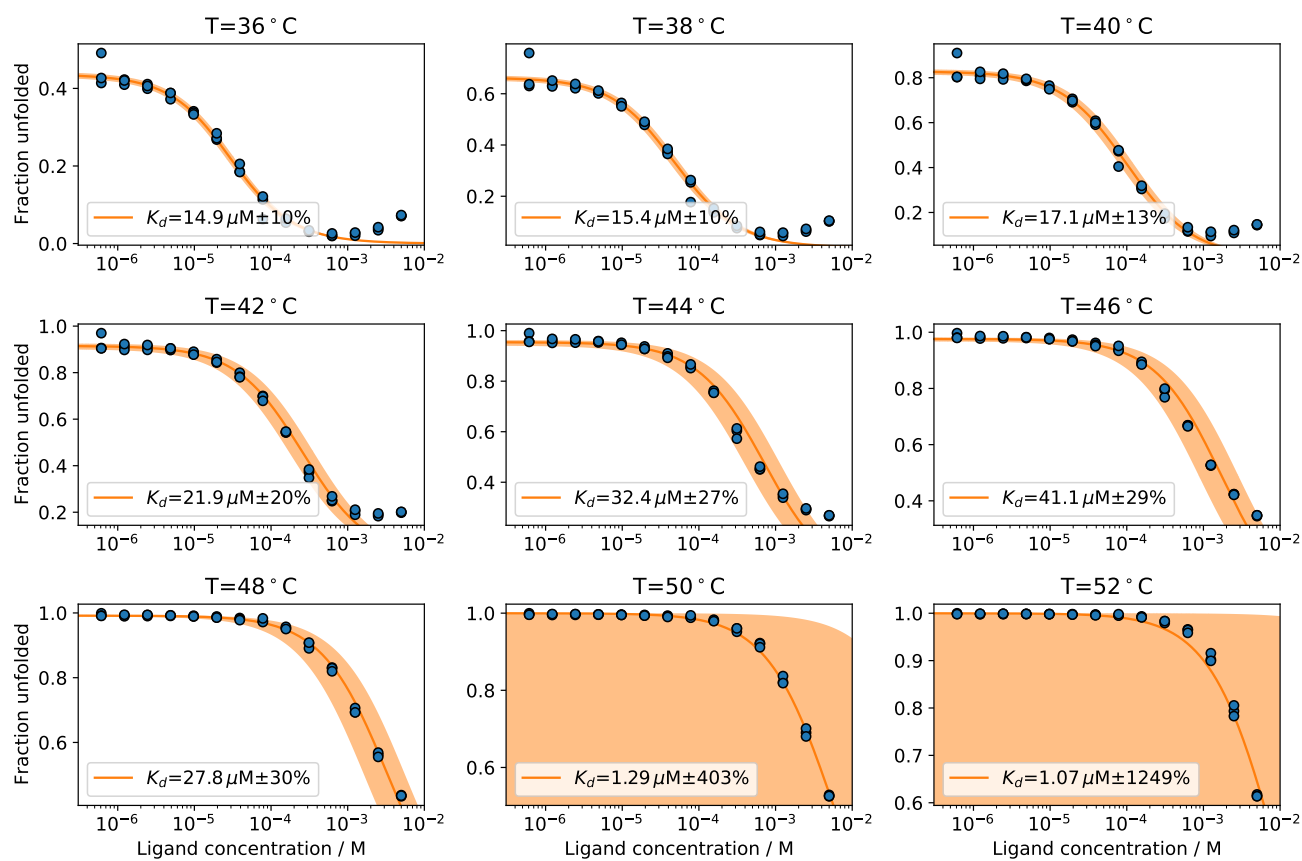 T=36°C
T=38°C
T=40°C
Fraction unfolded
0.4
0.2
0.0
K_d=14.9 μM±10%
10⁻⁶ 10⁻⁵ 10⁻⁴ 10⁻³ 10⁻²
0.6
0.4
0.2
K_d=15.4 μM±10%
10⁻⁶ 10⁻⁵ 10⁻⁴ 10⁻³ 10⁻²
0.8
0.6
0.4
0.2
K_d=17.1 μM±13%
10⁻⁶ 10⁻⁵ 10⁻⁴ 10⁻³ 10⁻²
T=42°C
T=44°C
T=46°C
Fraction unfolded
1.0
0.8
0.6
0.4
0.2
K_d=21.9 μM±20%
10⁻⁶ 10⁻⁵ 10⁻⁴ 10⁻³ 10⁻²
1.0
0.8
0.6
0.4
K_d=32.4 μM±27%
10⁻⁶ 10⁻⁵ 10⁻⁴ 10⁻³ 10⁻²
1.0
0.8
0.6
0.4
K_d=41.1 μM±29%
10⁻⁶ 10⁻⁵ 10⁻⁴ 10⁻³ 10⁻²
T=48°C
T=50°C
T=52°C
Fraction unfolded
1.0
0.8
0.6
K_d=27.8 μM±30%
10⁻⁶ 10⁻⁵ 10⁻⁴ 10⁻³ 10⁻²
Ligand concentration / M
1.0
0.9
0.8
0.7
0.6
K_d=1.29 μM±403%
10⁻⁶ 10⁻⁵ 10⁻⁴ 10⁻³ 10⁻²
Ligand concentration / M
1.0
0.9
0.8
0.7
0.6
K_d=1.07 μM±1249%
10⁻⁶ 10⁻⁵ 10⁻⁴ 10⁻³ 10⁻²
Ligand concentration / M